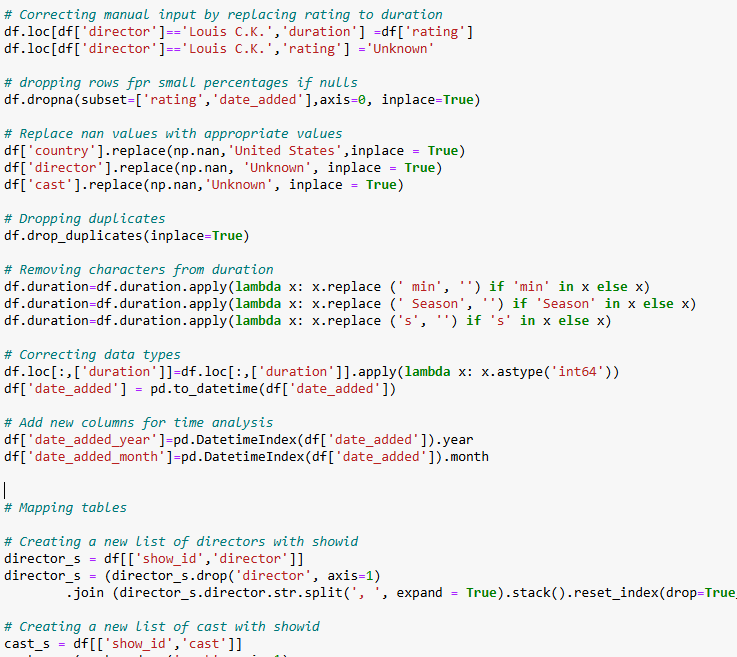 # Correcting manual input by replacing rating to duration
df.loc[df['director']=='Louis C.K.','duration'] =df['rating']
df.loc[df['director']=='Louis C.K.','rating'] ='Unknown'
# dropping rows fpr small percentages if nulls
df.dropna(subset=['rating','date_added'],axis=0, inplace=True)
# Replace nan values with appropriate values
df['country'].replace(np.nan,'United States',inplace = True)
df['director'].replace(np.nan, 'Unknown', inplace = True)
df['cast'].replace(np.nan,'Unknown', inplace = True)
# Dropping duplicates
df.drop_duplicates(inplace=True)
# Removing characters from duration
df.duration=df.duration.apply(lambda x: x.replace (' min', '') if 'min' in x else x)
df.duration=df.duration.apply(lambda x: x.replace (' Season', '') if 'Season' in x else x)
df.duration=df.duration.apply(lambda x: x.replace ('s', '') if 's' in x else x)
# Correcting data types
df.loc[:,['duration']]=df.loc[:,['duration']].apply(lambda x: x.astype('int64'))
df['date_added'] = pd.to_datetime(df['date_added'])
# Add new columns for time analysis
df['date_added_year']=pd.DatetimeIndex(df['date_added']).year
df['date_added_month']=pd.DatetimeIndex(df['date_added']).month
# Mapping tables
# Creating a new list of directors with showid
director_s = df[['show_id','director']]
director_s = (director_s.drop('director', axis=1)
.join (director_s.director.str.split(', ', expand = True).stack().reset_index(drop=True
# Creating a new list of cast with showid
cast_s = df[['show_id','cast']]